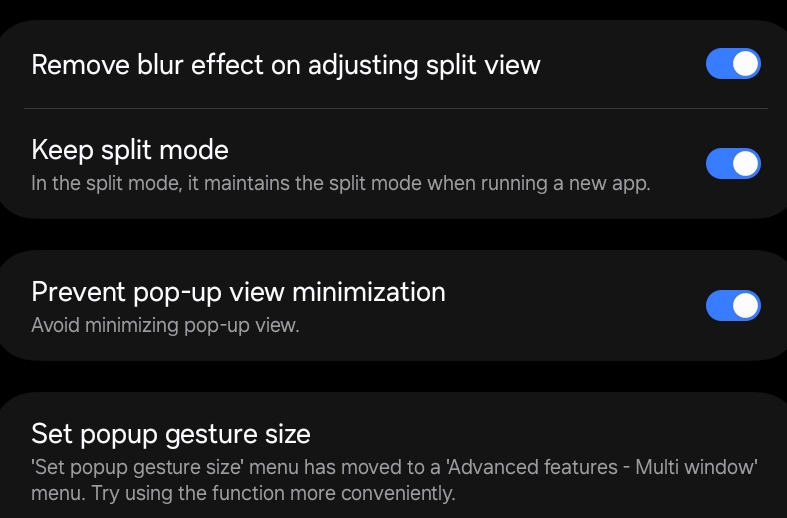 Remove blur effect on adjusting split view
Keep split mode
In the split mode, it maintains the split mode when running a new app.
Prevent pop-up view minimization
Avoid minimizing pop-up view.
Set popup gesture size
'Set popup gesture size' menu has moved to a 'Advanced features - Multi window'
menu. Try using the function more conveniently.